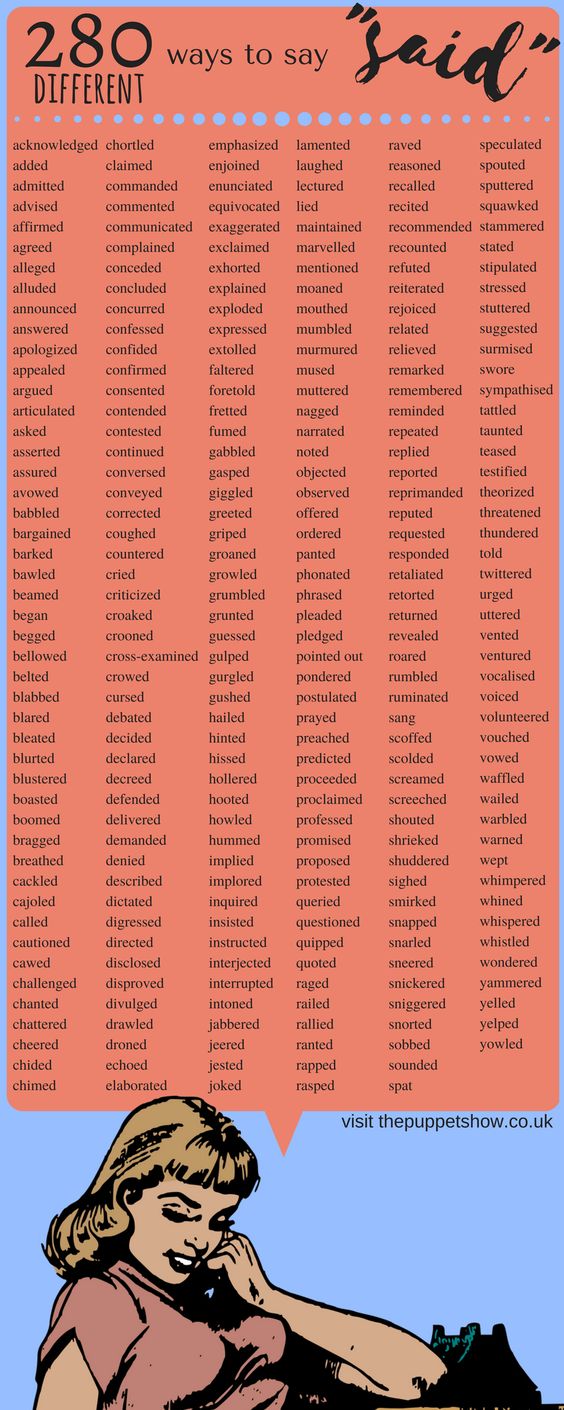 280
DIFFERENT
ways to say
"said"
acknowledged
added
admitted
advised
affirmed
agreed
alleged
alluded
announced
answered
apologized
appealed
argued
articulated
asked
asserted
assured
avowed
babbled
bargained
barked
bawled
beamed
began
begged
bellowed
belted
blabbed
blared
bleated
blurted
blustered
boasted
boomed
bragged
breathed
cackled
cajoled
called
cautioned
cawed
challenged
chanted
chattered
cheered
chided
chimed
chortled
claimed
commanded
commented
communicated
complained
conceded
concluded
concurred
confessed
confided
confirmed
consented
contended
contested
continued
conversed
conveyed
corrected
coughed
countered
cried
criticized
croaked
crooned
cross-examined
crowed
cursed
debated
decided
declared
decreed
defended
delivered
demanded
denied
described
dictated
digressed
directed
disclosed
disproved
divulged
drawled
droned
echoed
elaborated
emphasized
enjoined
enunciated
equivocated
exaggerated
exclaimed
exhorted
explained
exploded
expressed
extolled
faltered
foretold
fretted
fumed
gabbled
gasped
giggled
greeted
griped
groaned
growled
grumbled
grunted
guessed
gulped
gurgled
gushed
hailed
hinted
hissed
hollered
hooted
howled
hummed
implied
implored
inquired
insisted
instructed
interjected
interrupted
intoned
jabbered
jeered
jested
joked
lamented
laughed
lectured
lied
maintained
marvelled
mentioned
moaned
mouthed
mumbled
murmured
mused
muttered
nagged
narrated
noted
objected
observed
offered
ordered
panted
phonated
phrased
pleaded
pledged
pointed out
pondered
postulated
prayed
preached
predicted
proceeded
proclaimed
professed
promised
proposed
protested
queried
questioned
quipped
quoted
raged
railed
rallied
ranted
rapped
rasped
raved
reasoned
recalled
recited
recommended
recounted
refuted
reiterated
rejoiced
related
relieved
remarked
remembered
reminded
repeated
replied
reported
reprimanded
reputed
requested
responded
retaliated
retorted
returned
revealed
roared
rumbled
ruminated
sang
scoffed
scolded
screamed
screeched
shouted
shrieked
shuddered
sighed
smirked
snapped
snarled
sneered
snickered
sniggered
snorted
sobbed
sounded
spat
speculated
spouted
sputtered
squawked
stammered
stated
stipulated
stressed
stuttered
suggested
surmised
swore
sympathised
tattled
taunted
teased
testified
theorized
threatened
thundered
told
twittered
urged
uttered
vented
ventured
vocalised
voiced
volunteered
vouched
vowed
waffled
wailed
warbled
warned
wept
whimpered
whined
whispered
whistled
wondered
yammered
yelled
yelped
yowled
visit thepuppetshow.co.uk